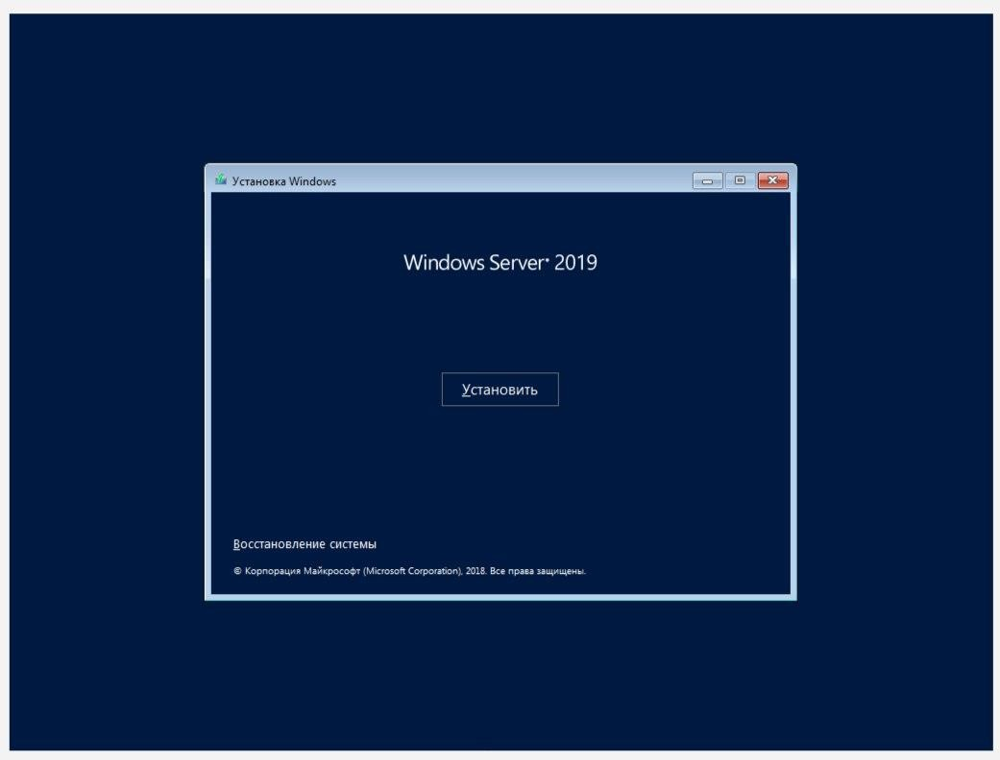 Установка Windows
Windows Server® 2019
Установить
Восстановление системы
© Корпорация Майкрософт (Microsoft Corporation), 2018. Все права защищены.